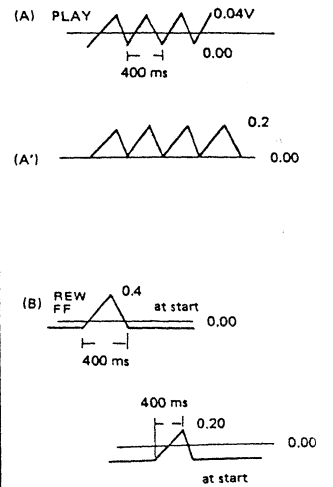 (A) PLAY 0.04V
0.00
400 ms
0.2
(A') 0.00
(B) REW 0.4 at start
FF 0.00
400 ms
400 ms
0.20
0.00
at start